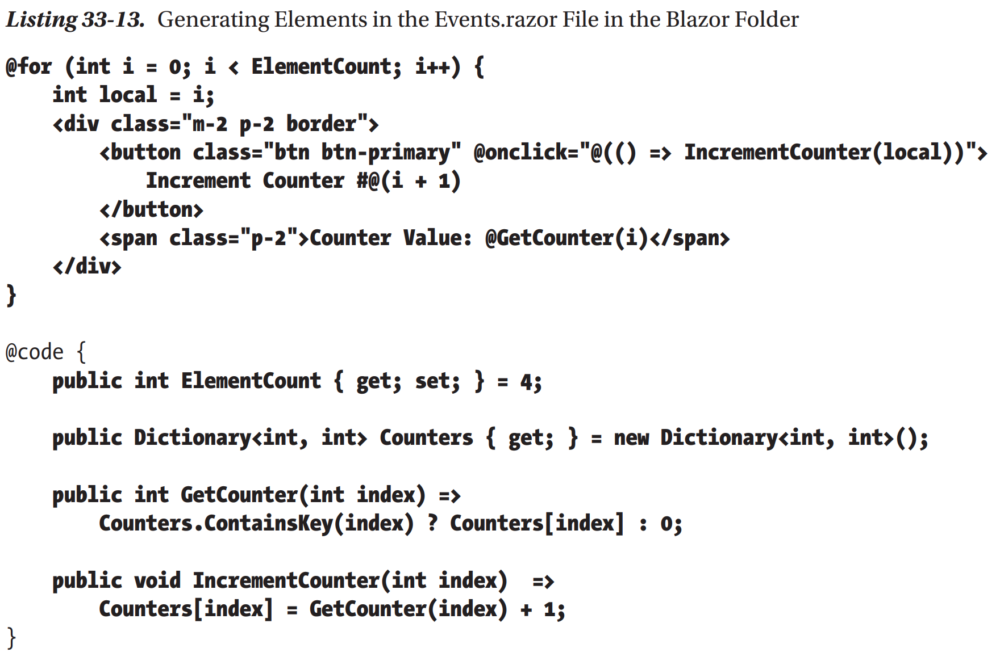 Listing 33-13. Generating Elements in the Events.razor File in the Blazor Folder
@for (int i = 0; i < ElementCount; i++) {
    int local = i;
    <div class="m-2 p-2 border">
        <button class="btn btn-primary" @onclick="@(() => IncrementCounter(local))">
            Increment Counter #@(i + 1)
        </button>
        <span class="p-2">Counter Value: @GetCounter(i)</span>
    </div>
}
@code {
    public int ElementCount { get; set; } = 4;
    public Dictionary<int, int> Counters { get; } = new Dictionary<int, int>();
    public int GetCounter(int index) =>
        Counters.ContainsKey(index) ? Counters[index] : 0;
    public void IncrementCounter(int index)  =>
        Counters[index] = GetCounter(index) + 1;
}